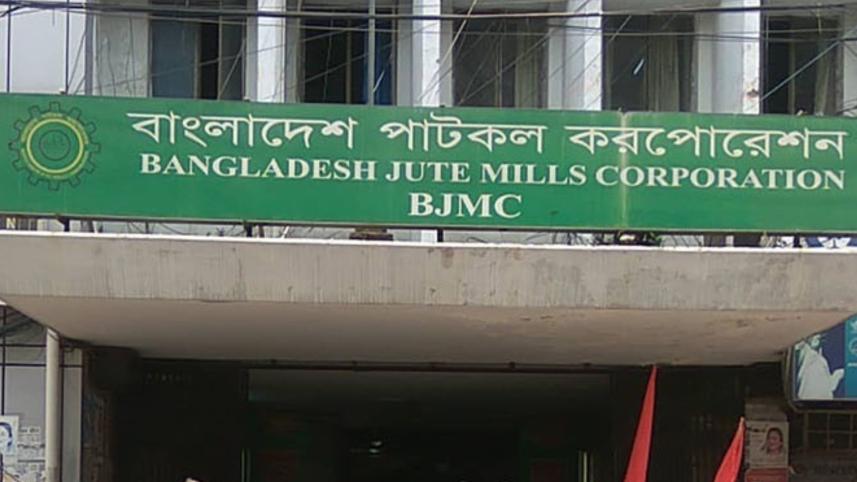 বাংলাদেশ পাটকল করপোরেশন
BANGLADESH JUTE MILLS CORPORATION
BJMC